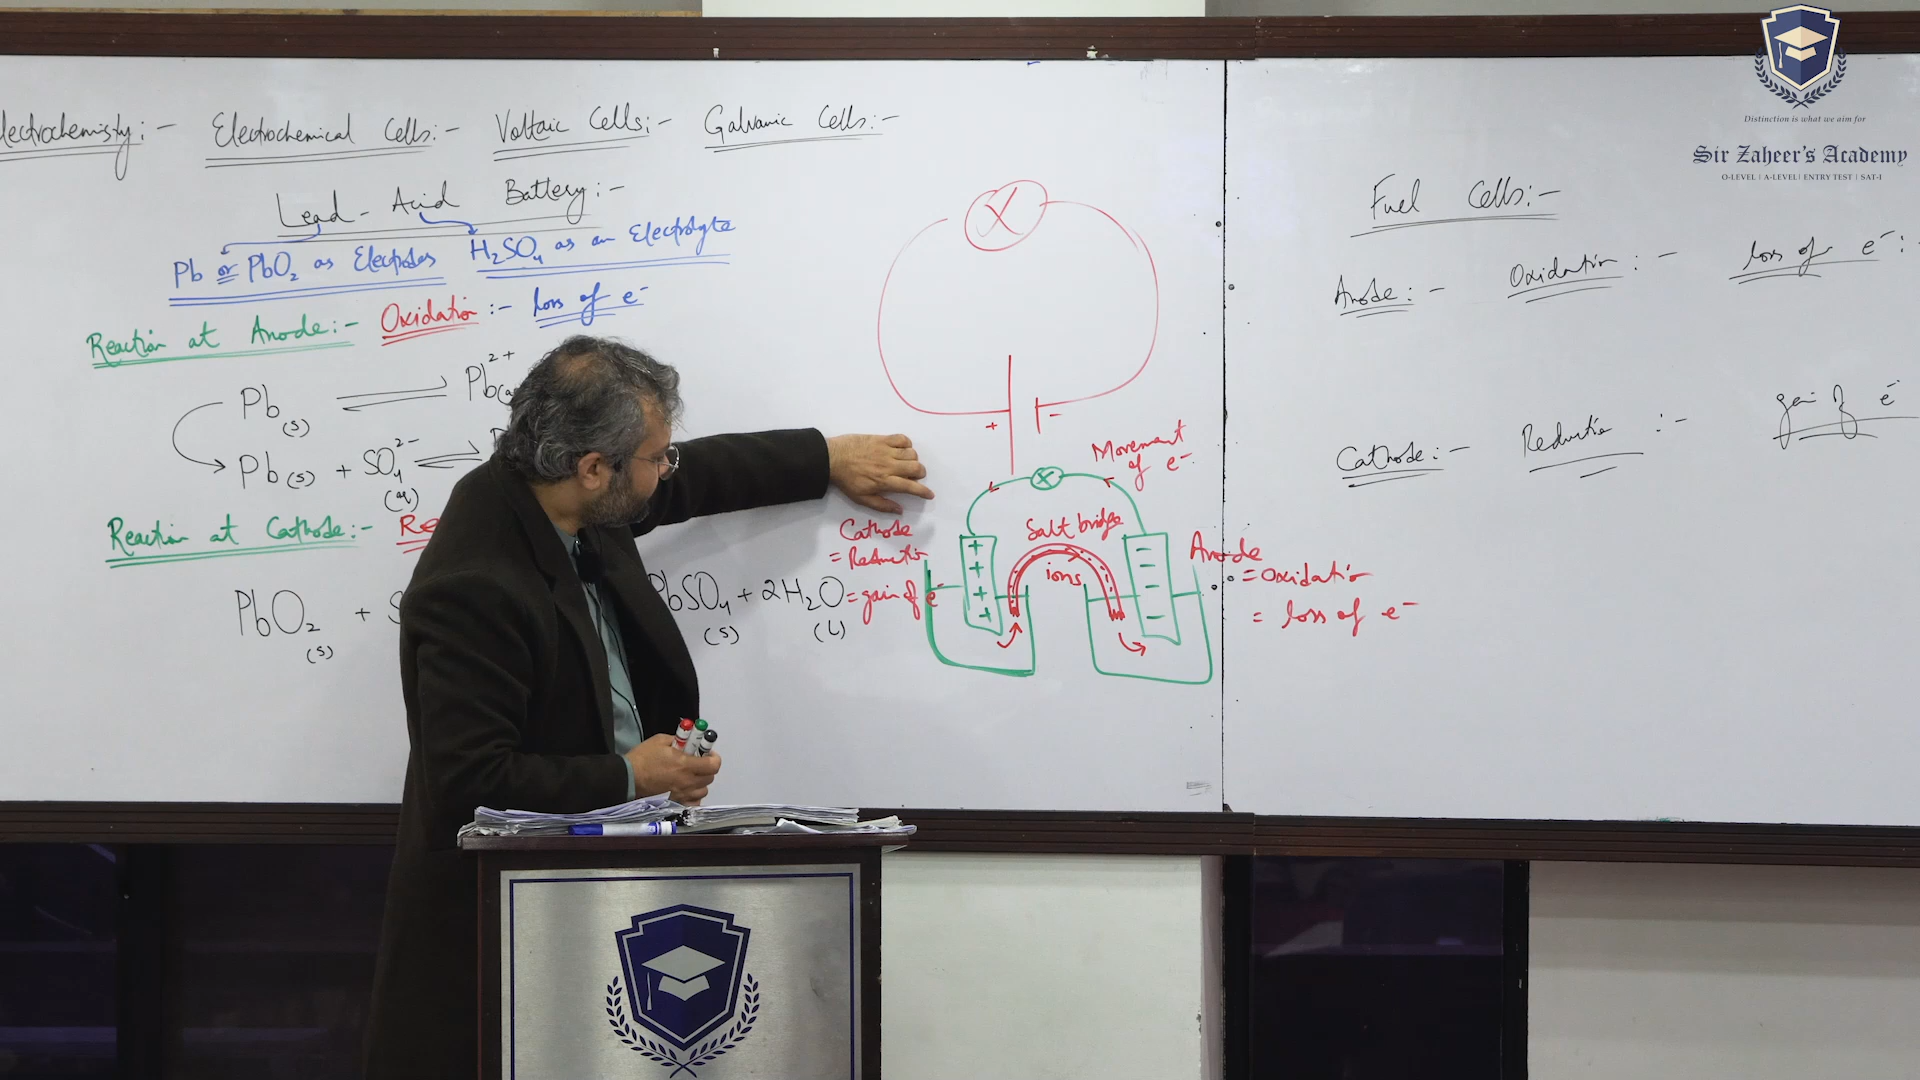 lectrochemisty:- Electrochemical Cells:- Voltaic Cells:- Galvanic Cells:-
Lead - Acid Battery:-
Pb or PbO2 as Electrodes H2SO4 as an Electrolyte
Reaction at Anode:- Oxidation:- loss of e-
Pb(s) ⇌ Pb2+(a
Pb(s) + SO42-(aq) ⇌
Reaction at Cathode:- Re
PbO2(s) + S
PbSO4(s) + 2H2O(l)
X
+ -
Movement
of e-
X
Cathode
= Reduction
= gain of e-
+
+
+
+
Salt bridge
ions
-
-
-
-
Anode
= Oxidation
= loss of e-
Fuel Cells:-
Anode:- Oxidation:- loss of e-:
Cathode:- Reduction:- gain of e-
Distinction is what we aim for
Sir Zaheer's Academy
O-LEVEL | A-LEVEL | ENTRY TEST | SAT-I